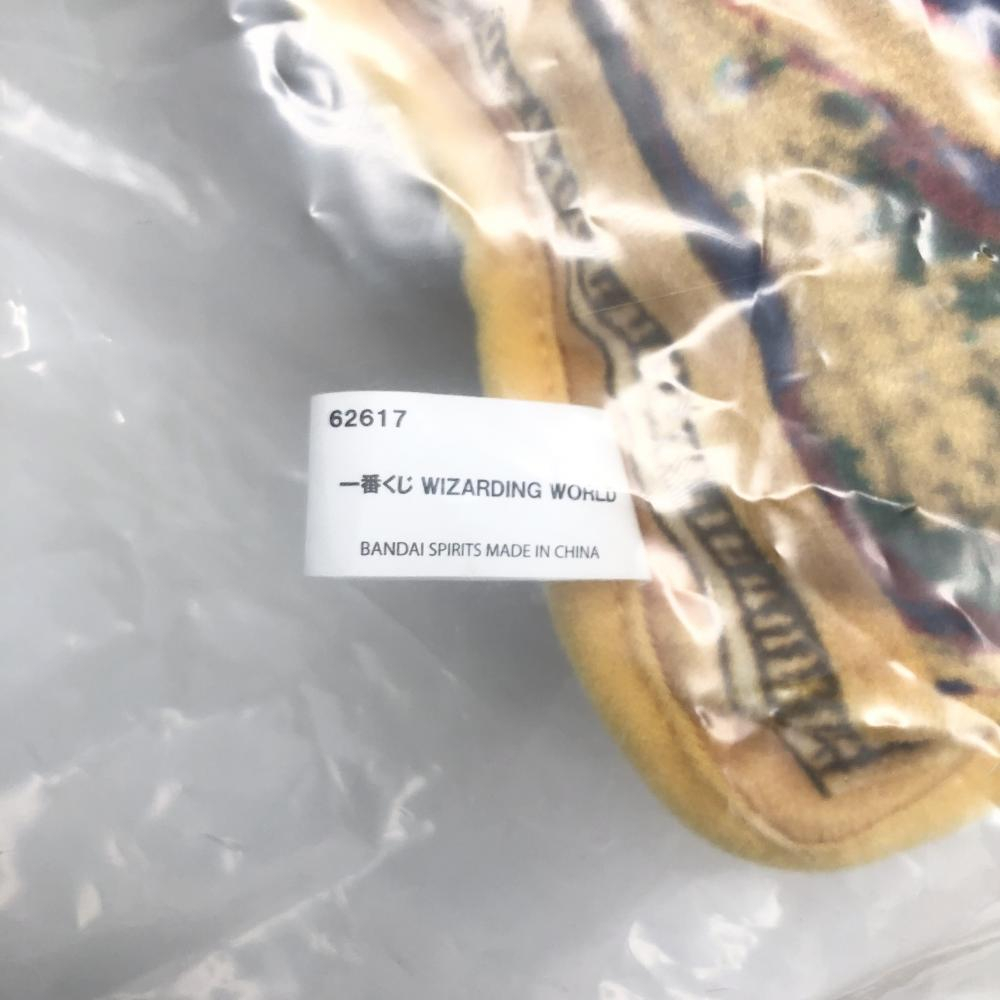 62617
一番くじ WIZARDING WORLD
BANDAI SPIRITS MADE IN CHINA